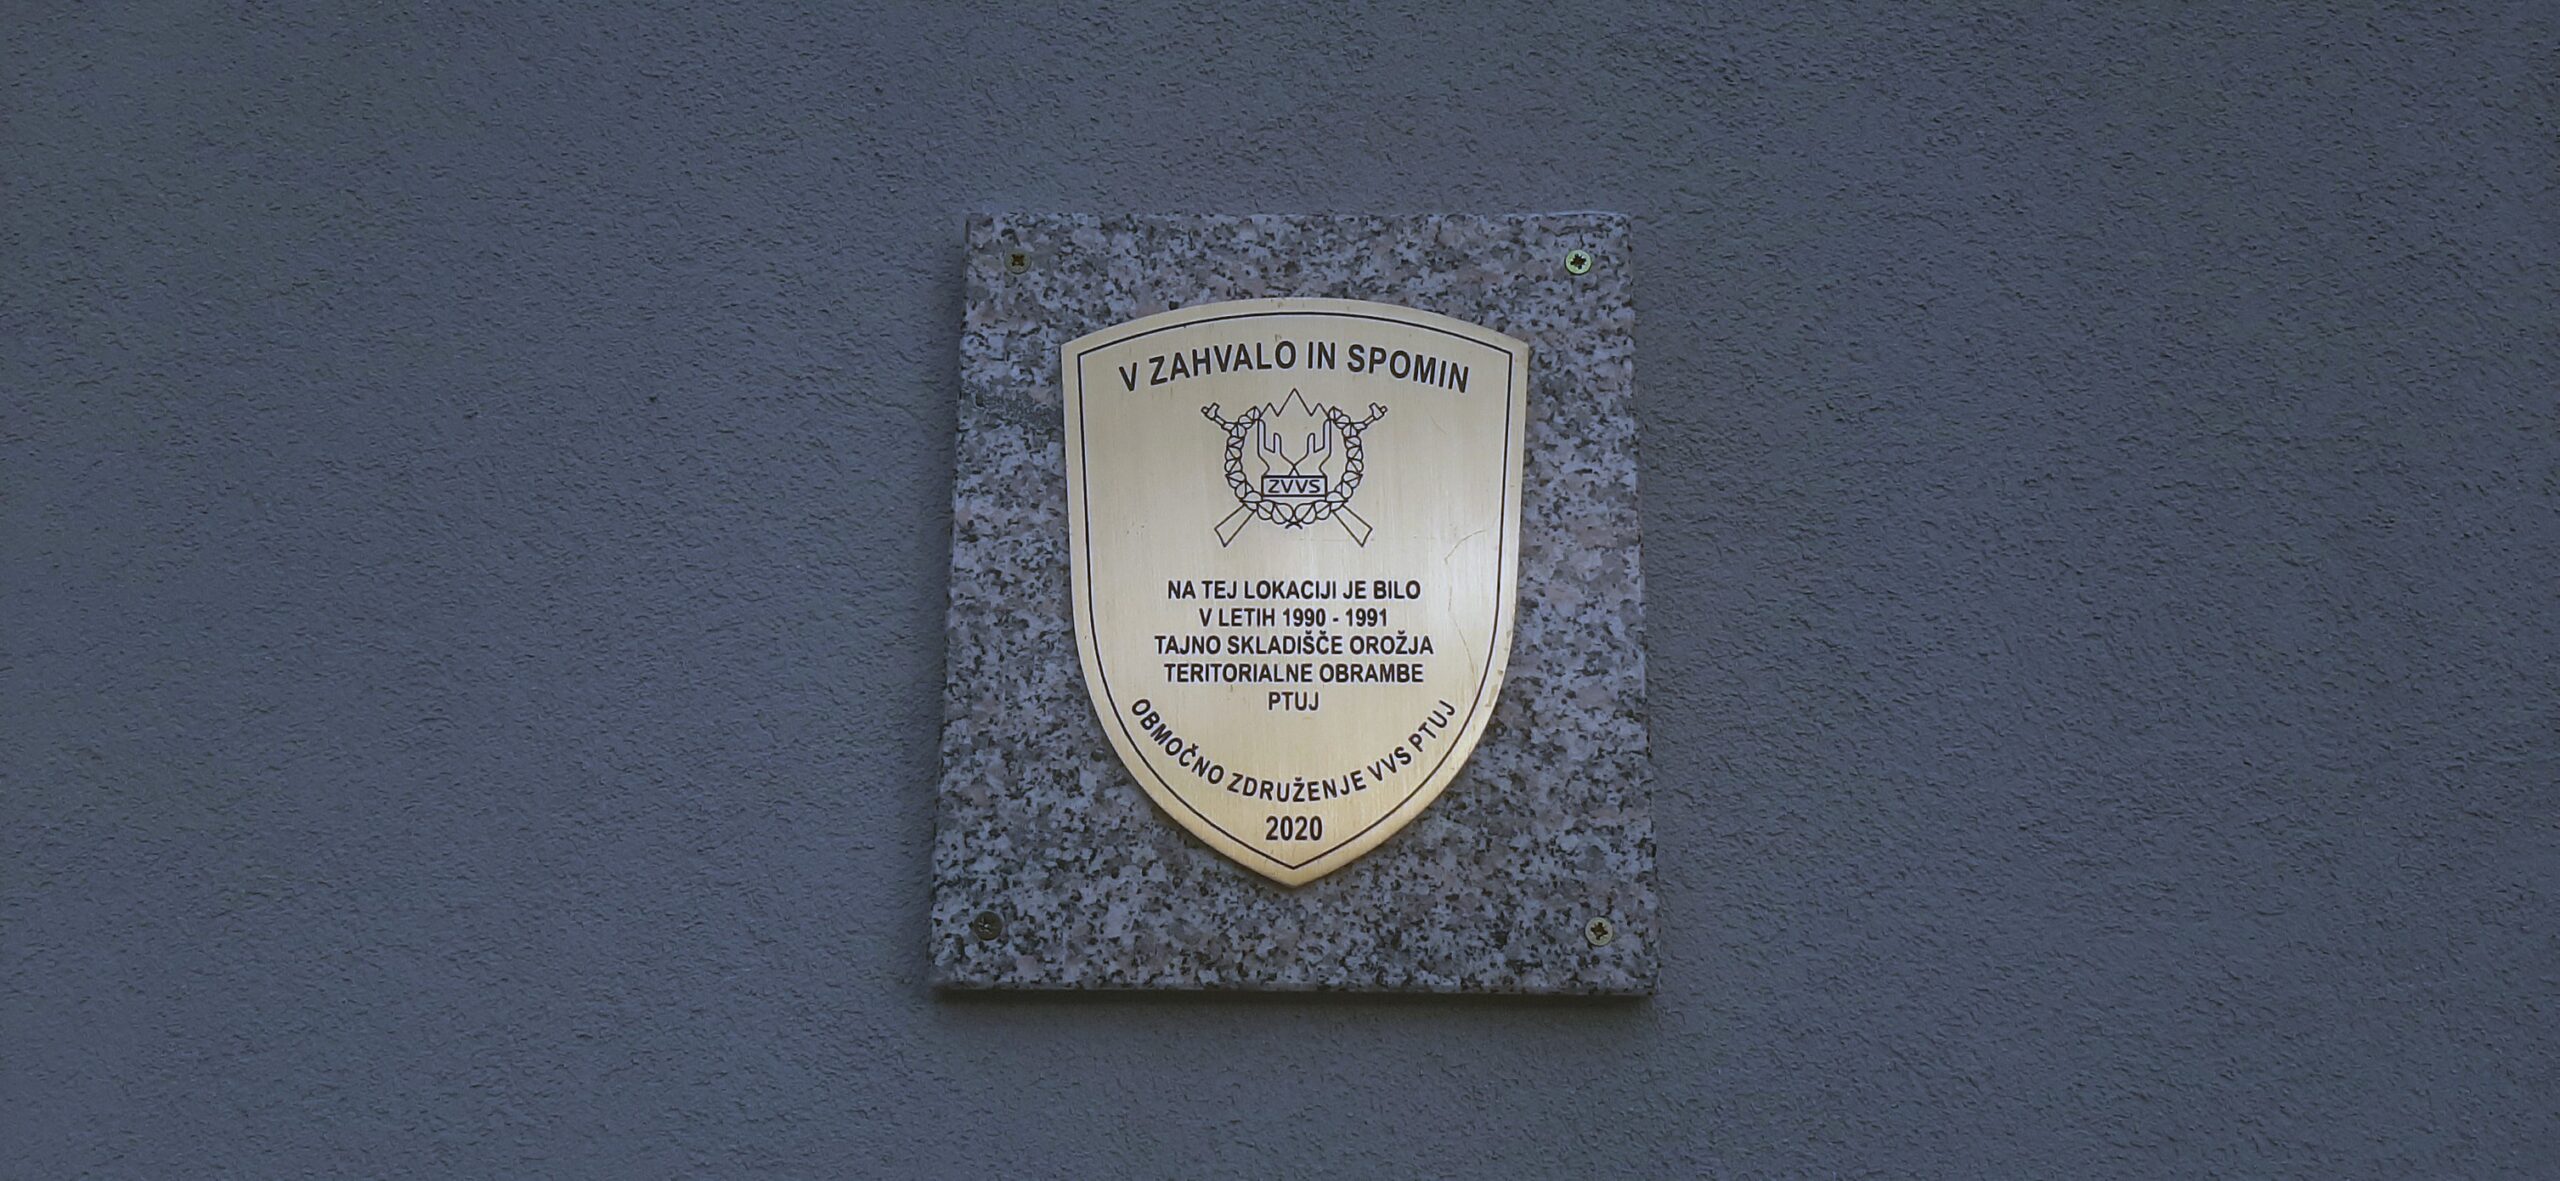 V ZAHVALO IN SPOMIN
ZVVS
NA TEJ LOKACIJI JE BILO
V LETIH 1990 - 1991
TAJNO SKLADIŠČE OROŽJA
TERITORIALNE OBRAMBE
PTUJ
OBMOČNO ZDRUŽENJE VVS PTUJ
2020